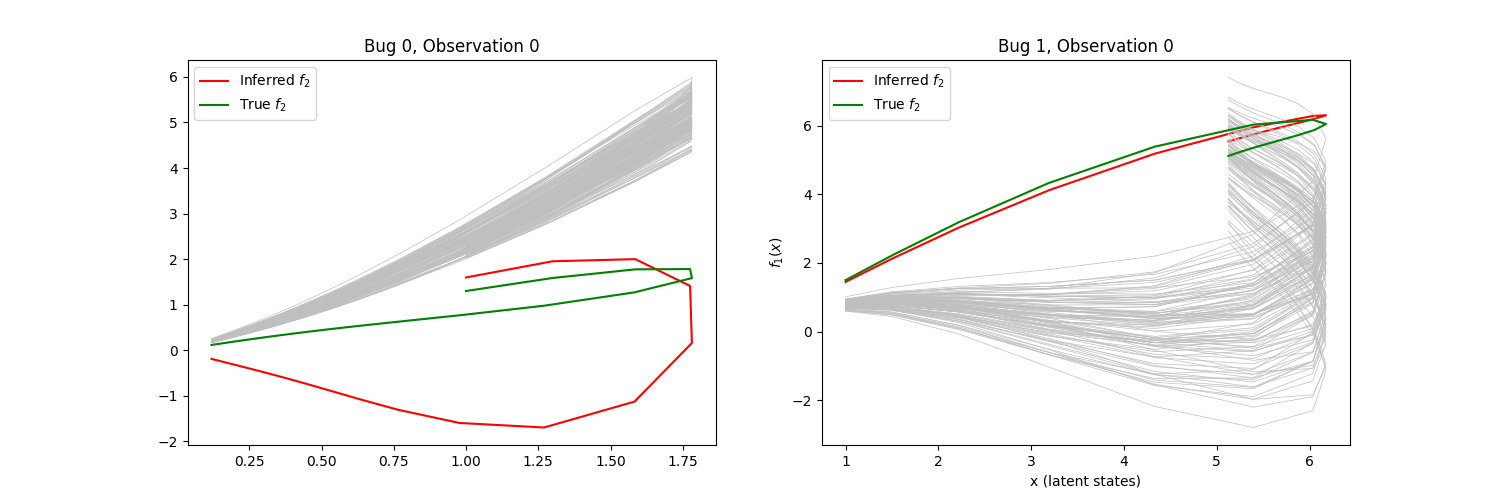 Bug 0, Observation 0
Inferred f₂
True f₂
6
5
4
3
2
1
0
−1
−2
0.25 0.50 0.75 1.00 1.25 1.50 1.75
Bug 1, Observation 0
Inferred f₂
True f₂
f₁(x)
6
4
2
0
−2
1 2 3 4 5 6
x (latent states)